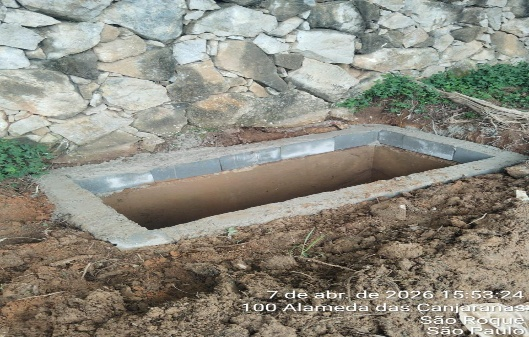 7 de abr. de 2026 15:53:24
100 Alameda das Canjaranas
São Roque
São Paulo